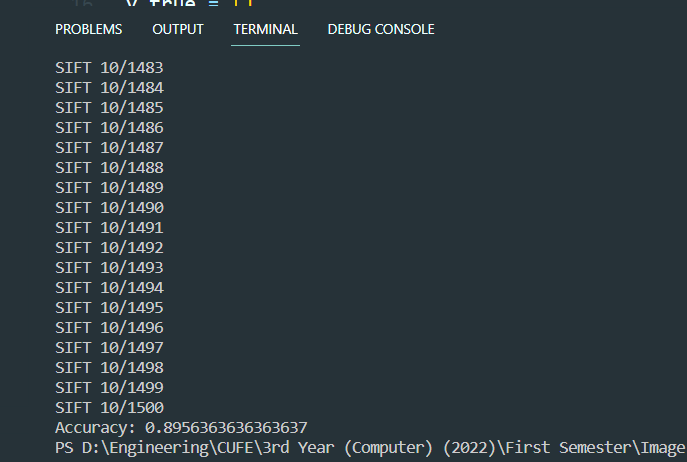 PROBLEMS OUTPUT TERMINAL DEBUG CONSOLE
SIFT 10/1483
SIFT 10/1484
SIFT 10/1485
SIFT 10/1486
SIFT 10/1487
SIFT 10/1488
SIFT 10/1489
SIFT 10/1490
SIFT 10/1491
SIFT 10/1492
SIFT 10/1493
SIFT 10/1494
SIFT 10/1495
SIFT 10/1496
SIFT 10/1497
SIFT 10/1498
SIFT 10/1499
SIFT 10/1500
Accuracy: 0.8956363636363637
PS D:\Engineering\CUFE\3rd Year (Computer) (2022)\First Semester\Image